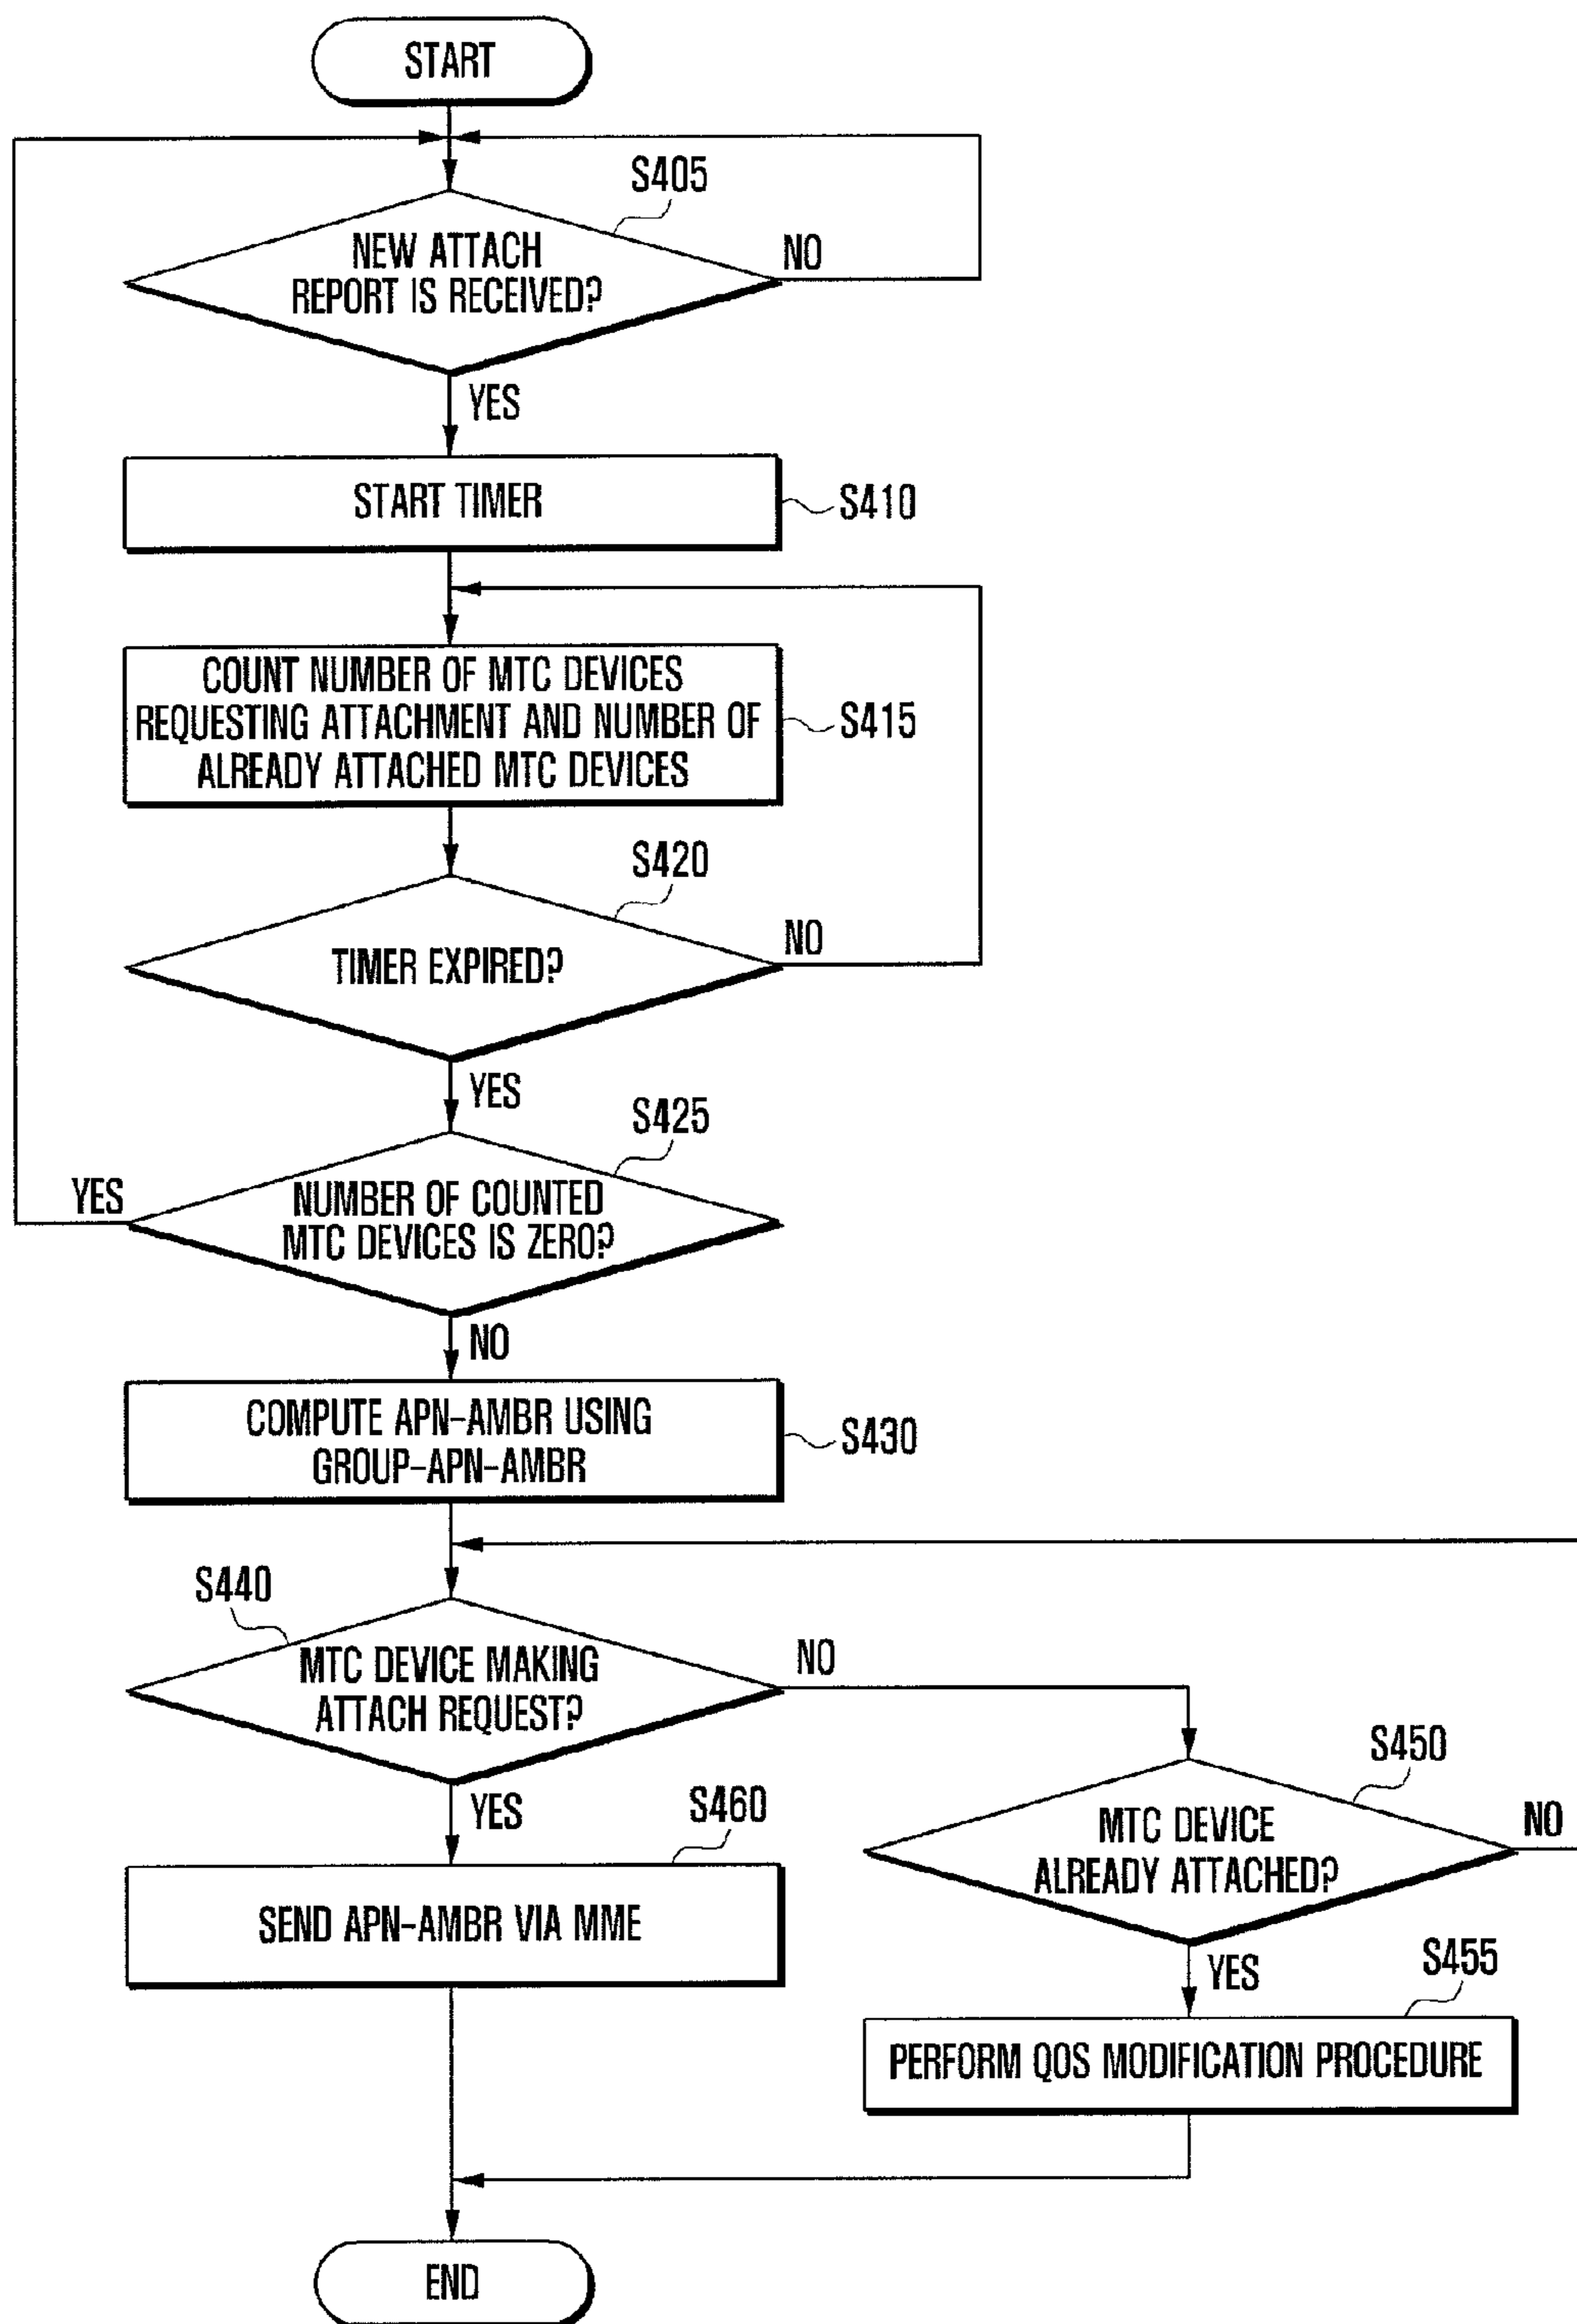 START
S405
NEW ATTACH
REPORT IS RECEIVED?
NO
YES
START TIMER
S410
COUNT NUMBER OF MTC DEVICES
REQUESTING ATTACHMENT AND NUMBER OF
ALREADY ATTACHED MTC DEVICES
S415
S420
TIMER EXPIRED?
NO
YES
S425
YES
NUMBER OF COUNTED
MTC DEVICES IS ZERO?
NO
COMPUTE APN-AMBR USING
GROUP-APN-AMBR
S430
S440
MTC DEVICE MAKING
ATTACH REQUEST?
NO
YES
S450
MTC DEVICE
ALREADY ATTACHED?
NO
YES
S460
SEND APN-AMBR VIA MME
S455
PERFORM QOS MODIFICATION PROCEDURE
END